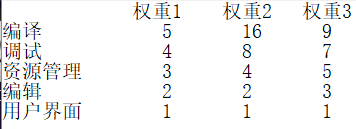 权重1 权重2 权重3
编译 5 16 9
调试 4 8 7
资源管理 3 4 5
编辑 2 2 3
用户界面 1 1 1